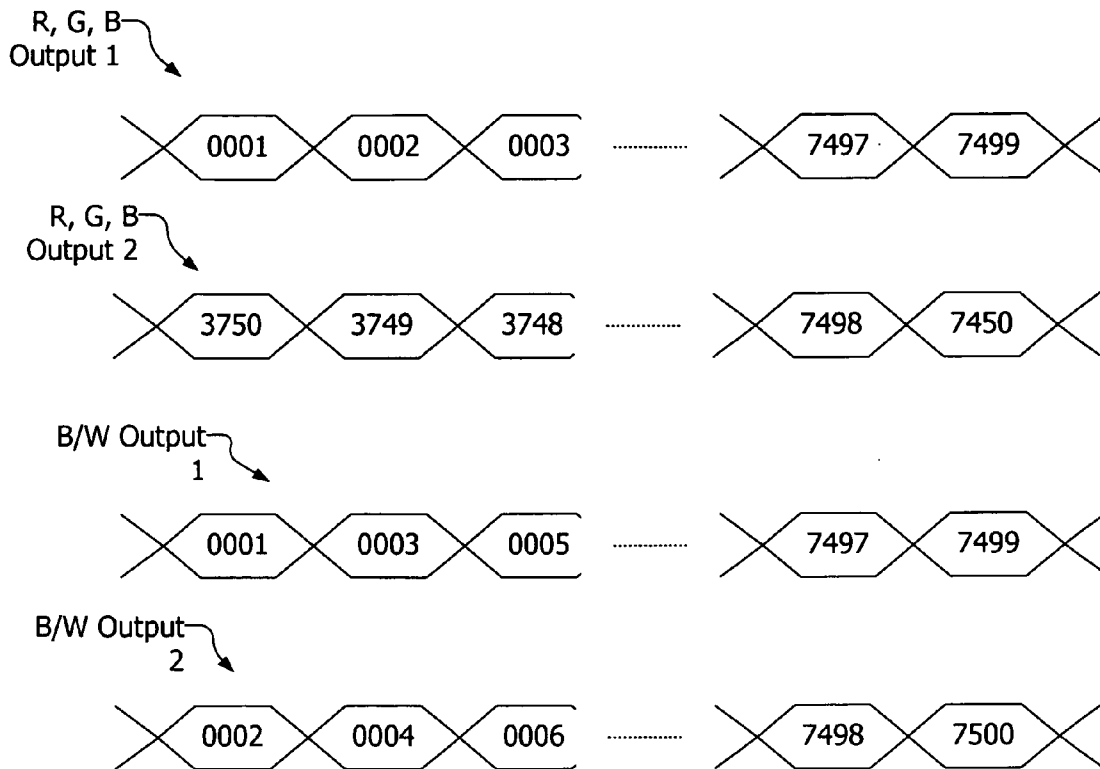 R, G, B
Output 1
0001 0002 0003 7497 7499
R, G, B
Output 2
3750 3749 3748 7498 7450
B/W Output
1
0001 0003 0005 7497 7499
B/W Output
2
0002 0004 0006 7498 7500